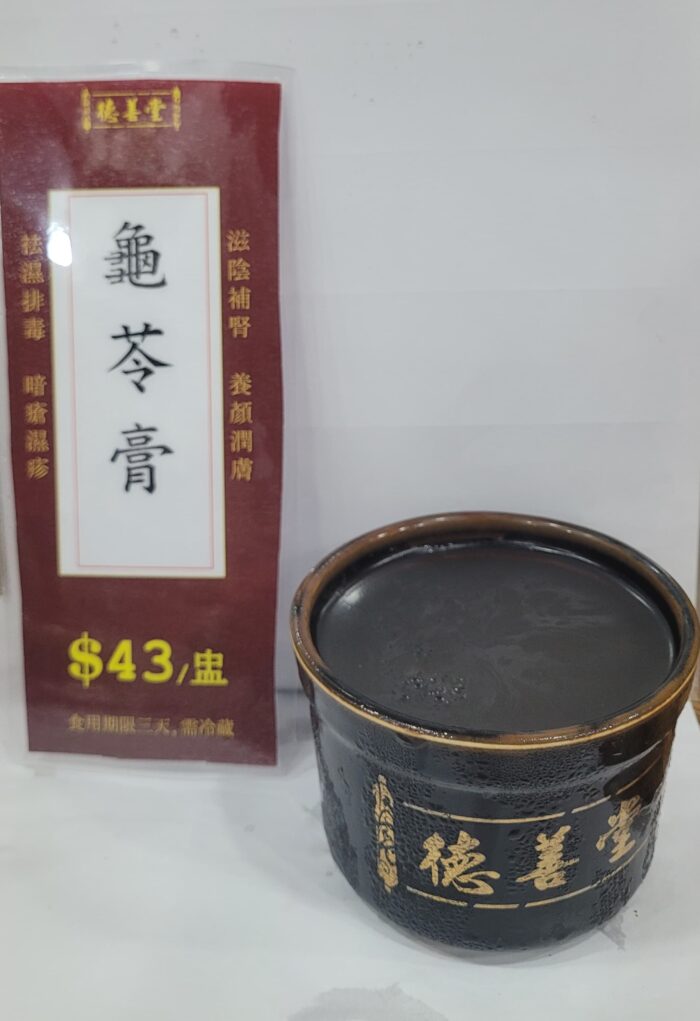 德善堂
龜苓膏
滋陰補腎 養顏潤膚
祛濕排毒 暗瘡濕疹
$43/盅
食用期限三天,需冷藏
德善堂